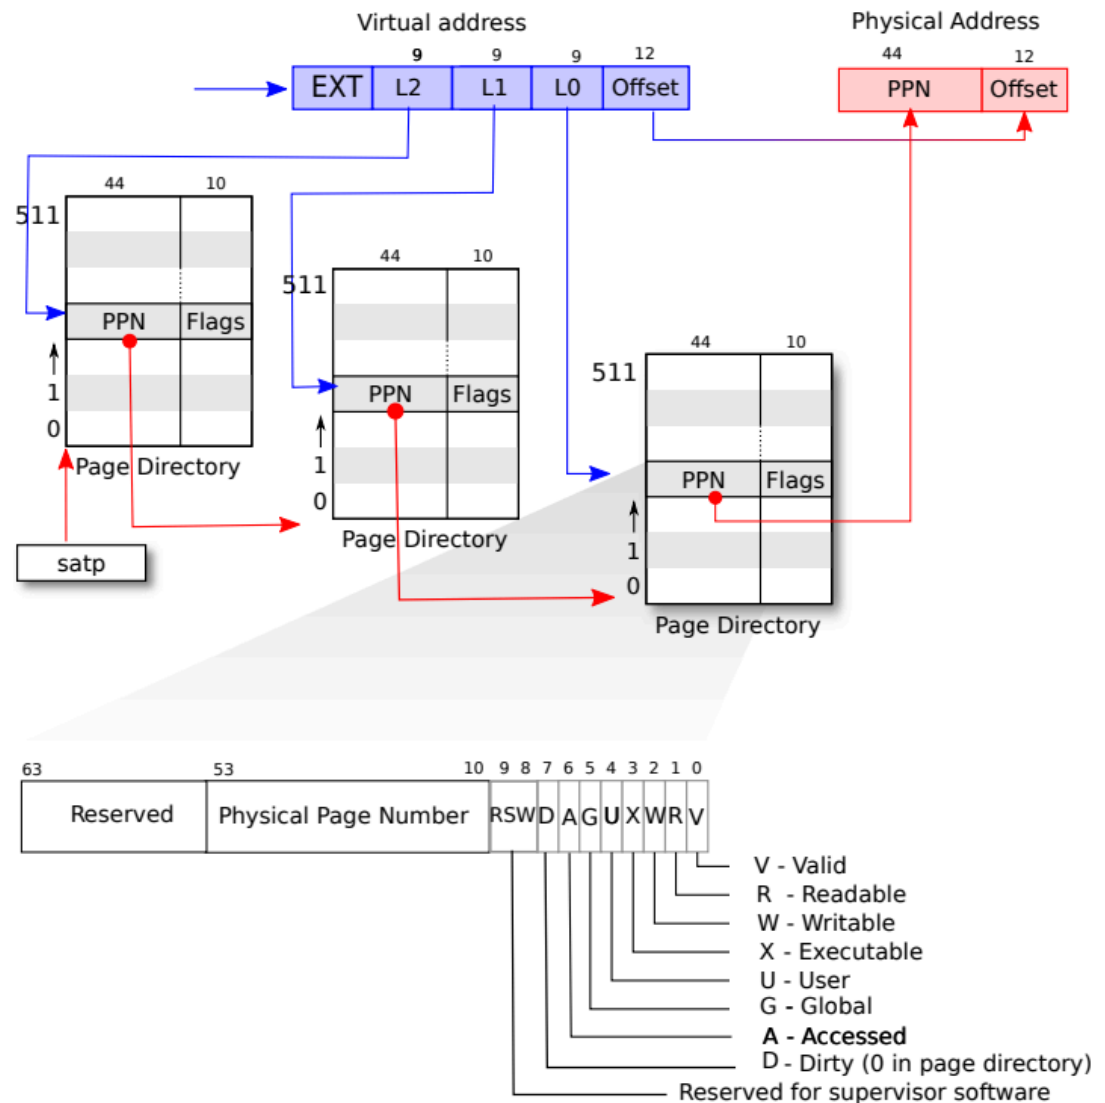 Virtual address
Physical Address
9 9 9 12
44 12
EXT L2 L1 L0 Offset
PPN Offset
44 10
511
PPN Flags
1
0
Page Directory
satp
44 10
511
PPN Flags
1
0
Page Directory
44 10
511
PPN Flags
1
0
Page Directory
63 53 10 9 8 7 6 5 4 3 2 1 0
Reserved Physical Page Number RSW D A G U X W R V
V - Valid
R - Readable
W - Writable
X - Executable
U - User
G - Global
A - Accessed
D - Dirty (0 in page directory)
Reserved for supervisor software